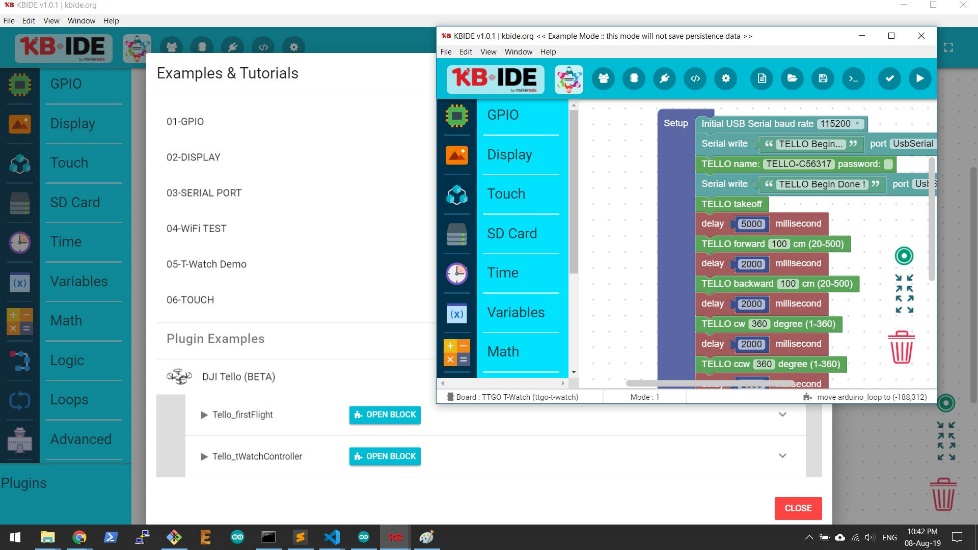 KBIDE v1.0.1 | kbide.org
File Edit View Window Help
KB IDE
by makerasia
GPIO
Display
Touch
SD Card
Time
Variables
Math
Logic
Loops
Advanced
Plugins
Examples & Tutorials
01-GPIO
02-DISPLAY
03-SERIAL PORT
04-WiFi TEST
05-T-Watch Demo
06-TOUCH
Plugin Examples
DJI Tello (BETA)
Tello_firstFlight OPEN BLOCK
Tello_tWatchController OPEN BLOCK
CLOSE
KBIDE v1.0.1 | kbide.org << Example Mode :: this mode will not save persistence data >>
File Edit View Window Help
KB IDE
by makerasia
GPIO
Display
Touch
SD Card
Time
Variables
Math
Setup
Initial USB Serial baud rate 115200
Serial write “ TELLO Begin... ” port UsbSerial
TELLO name: TELLO-C56317 password:
Serial write “ TELLO Begin Done ! ” port
TELLO takeoff
delay 5000 millisecond
TELLO forward 100 cm (20-500)
delay 2000 millisecond
TELLO backward 100 cm (20-500)
delay 2000 millisecond
TELLO cw 360 degree (1-360)
delay 2000 millisecond
TELLO ccw 360 degree (1-360)
Board : TTGO T-Watch (ttgo-t-watch) Mode : 1 move arduino_loop to (-188,312)
ENG
10:42 PM
08-Aug-19